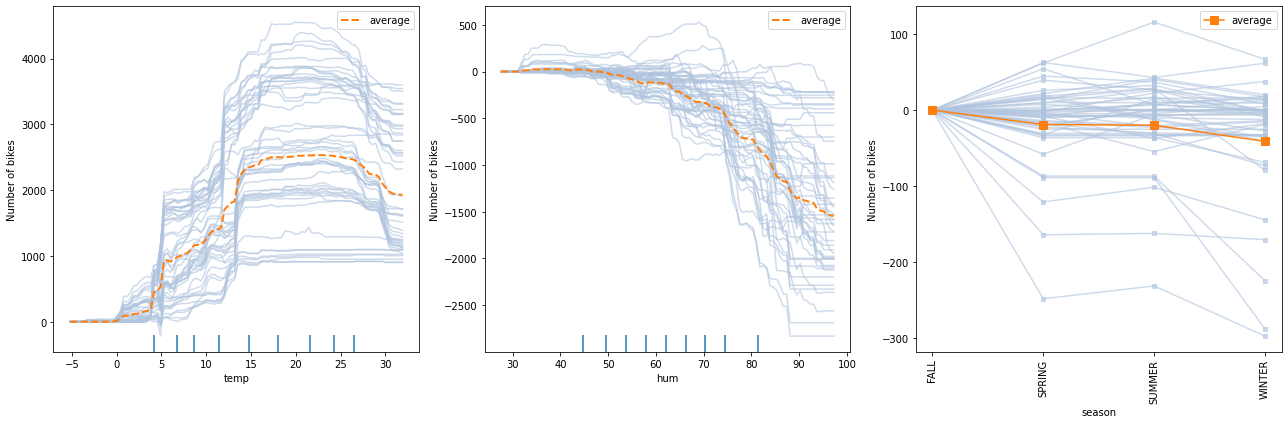 average
Number of bikes
4000
3000
2000
1000
0
−5 0 5 10 15 20 25 30
temp
average
Number of bikes
500
0
−500
−1000
−1500
−2000
−2500
30 40 50 60 70 80 90 100
hum
average
Number of bikes
100
0
−100
−200
−300
FALL SPRING SUMMER WINTER
season